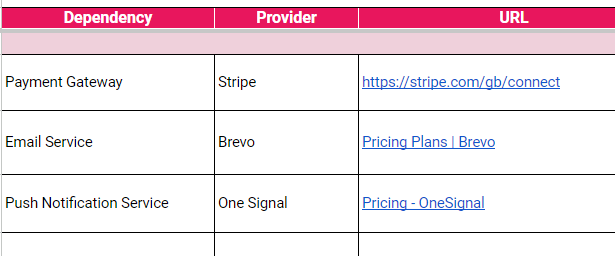 Dependency Provider URL
Payment Gateway Stripe https://stripe.com/gb/connect
Email Service Brevo Pricing Plans | Brevo
Push Notification Service One Signal Pricing - OneSignal